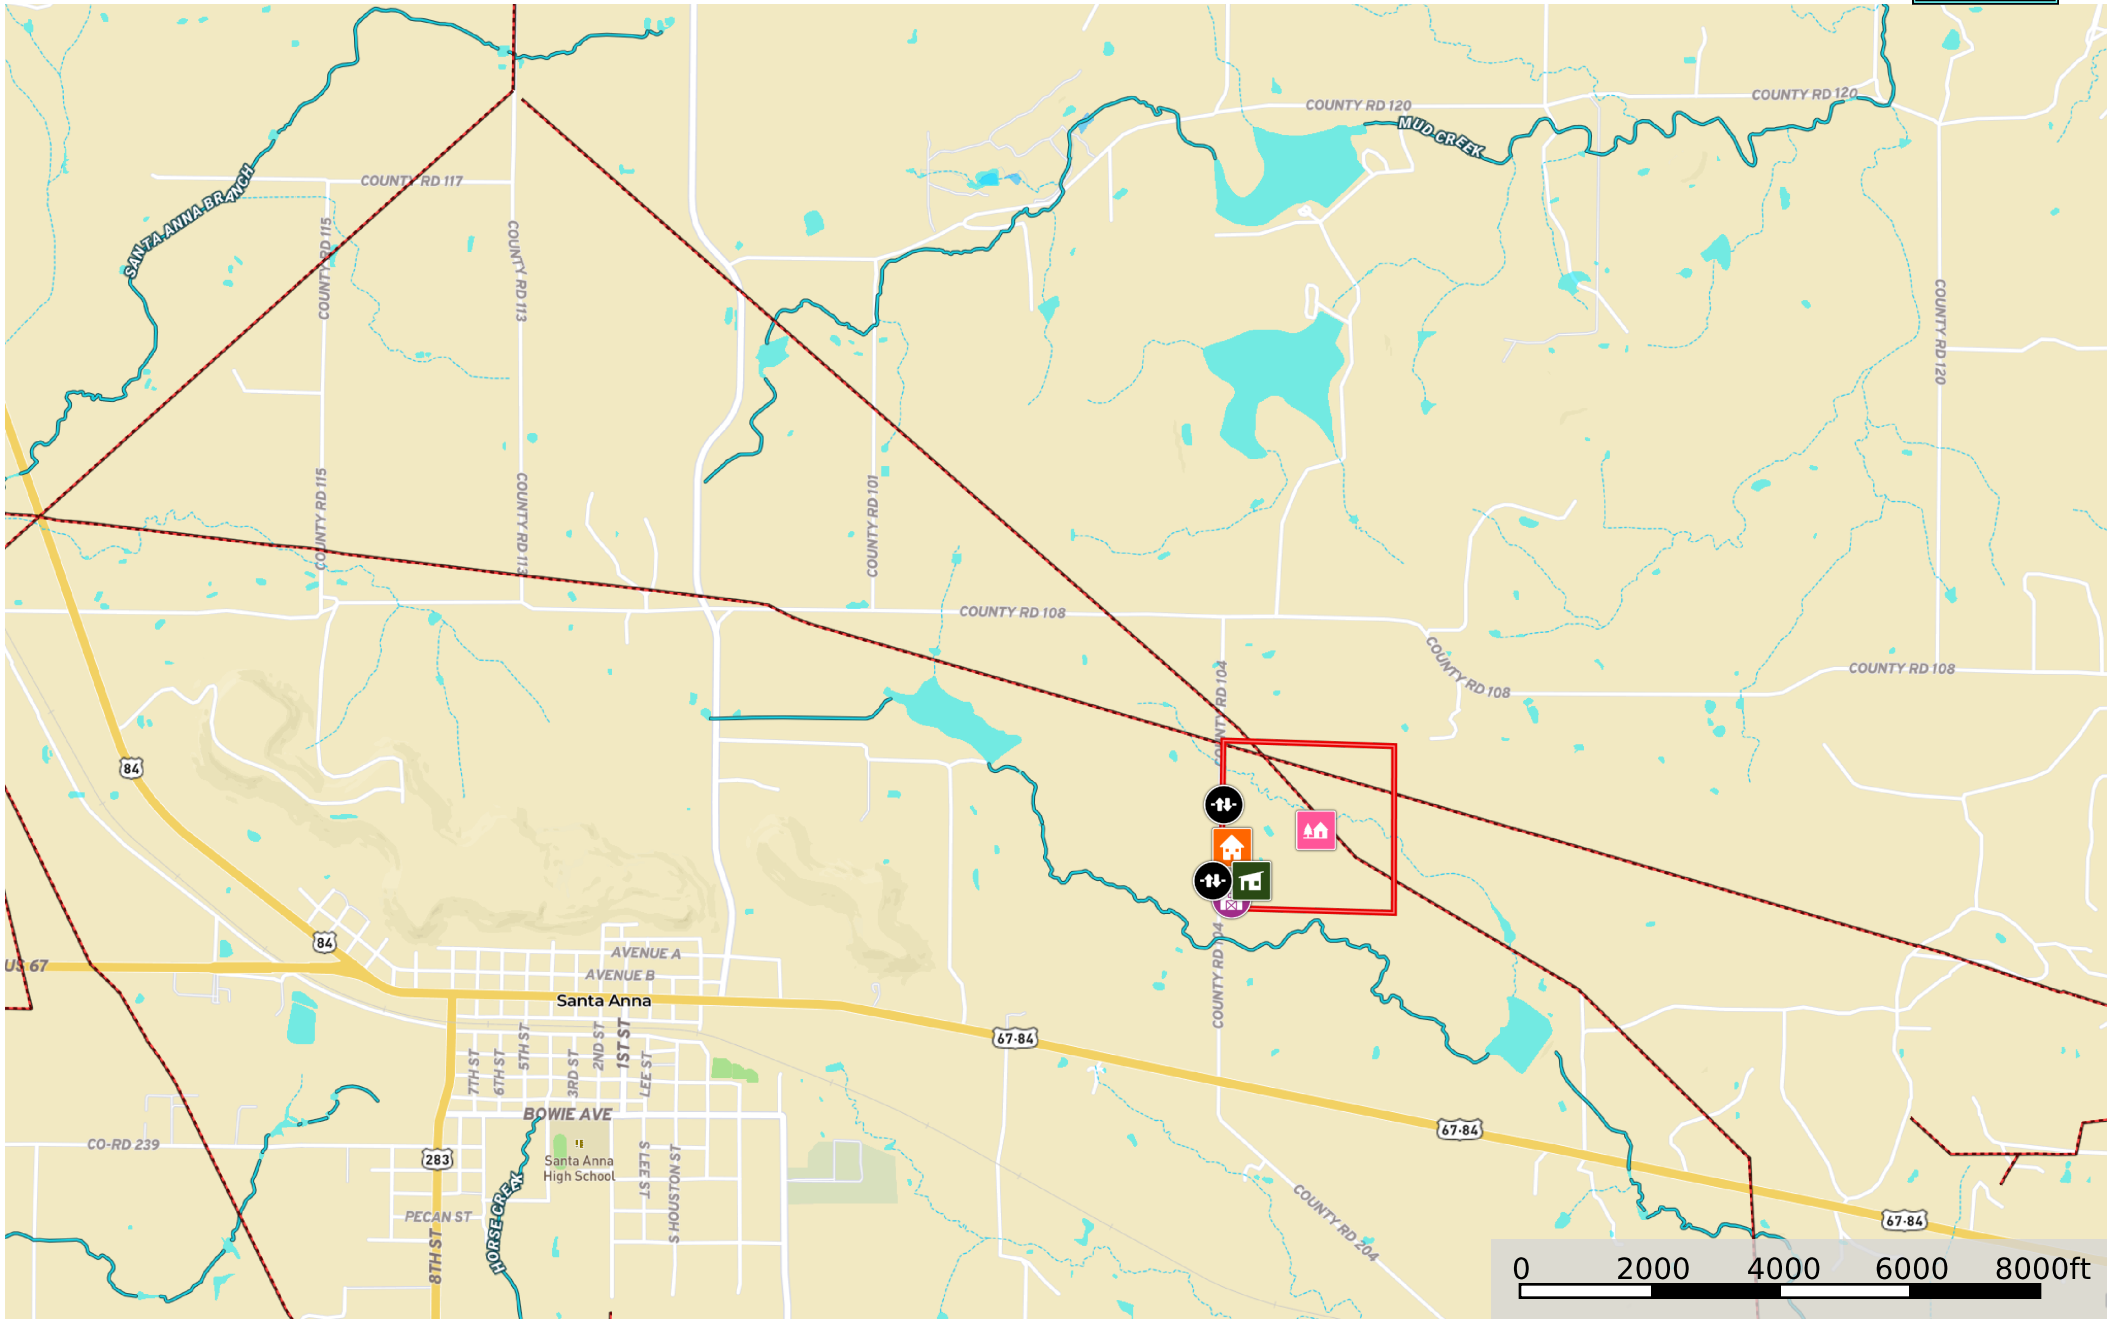 COUNTY RD 120
COUNTY RD 120
MUD CREEK
SANTA ANNA BRANCH
COUNTY RD 117
COUNTY RD 115
COUNTY RD 113
COUNTY RD 120
COUNTY RD 115
COUNTY RD 113
COUNTY RD 101
COUNTY RD 108
COUNTY RD 104
COUNTY RD 108
COUNTY RD 108
84
84
US 67
AVENUE A
AVENUE B
Santa Anna
COUNTY RD 104
67-84
7TH ST
6TH ST
5TH ST
3RD ST
2ND ST
1ST ST
LEE ST
BOWIE AVE
67-84
CO-RD 239
283
Santa Anna
High School
S LEE ST
S HOUSTON ST
HORSE CREEK
PECAN ST
8TH ST
COUNTY RD 204
67-84
0 2000 4000 6000 8000ft